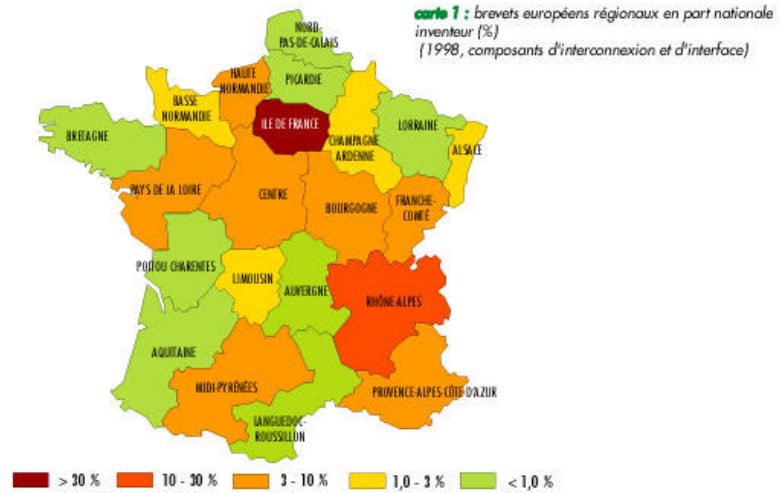 carte 1 : brevets européens régionaux en part nationale
inventeur (%)
(1998, composants d'interconnexion et d'interface)
NORD-
PAS-DE-CALAIS
HAUTE
NORMANDIE
PICARDIE
BASSE
NORMANDIE
ILE DE FRANCE
CHAMPAGNE
ARDENNE
LORRAINE
ALSACE
BRETAGNE
PAYS DE LA LOIRE
CENTRE
BOURGOGNE
FRANCHE-
COMTÉ
POITOU CHARENTES
LIMOUSIN
AUVERGNE
RHÔNE-ALPES
AQUITAINE
MIDI-PYRÉNÉES
PROVENCE-ALPES-CÔTE-D'AZUR
LANGUEDOC-
ROUSSILLON
> 30 %
10 - 30 %
3 - 10 %
1,0 - 3 %
< 1,0 %